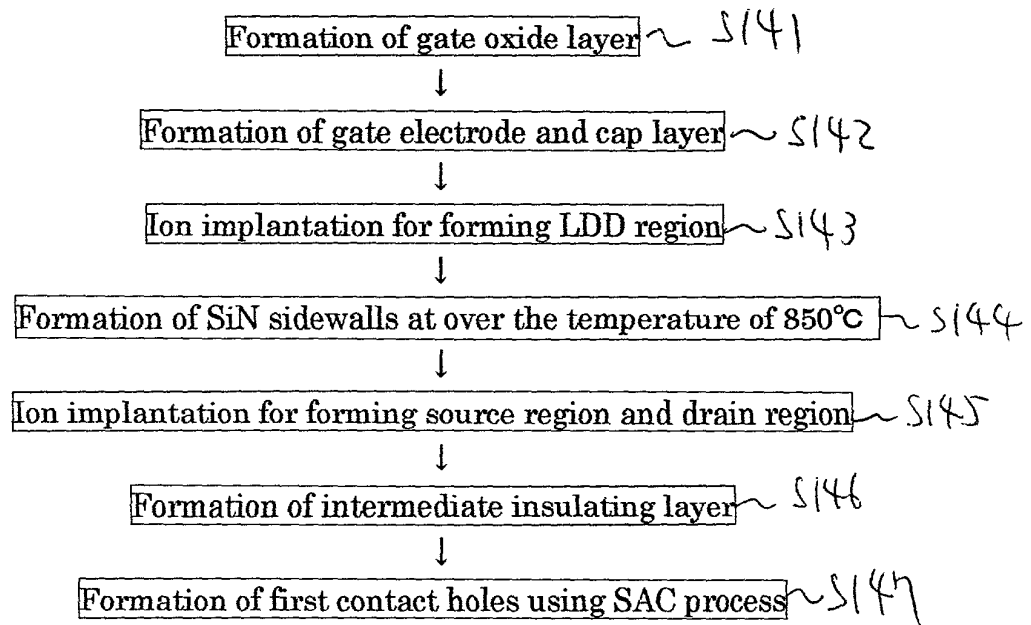 Formation of gate oxide layer S141
Formation of gate electrode and cap layer S142
Ion implantation for forming LDD region S143
Formation of SiN sidewalls at over the temperature of 850℃ S144
Ion implantation for forming source region and drain region S145
Formation of intermediate insulating layer S146
Formation of first contact holes using SAC process S147